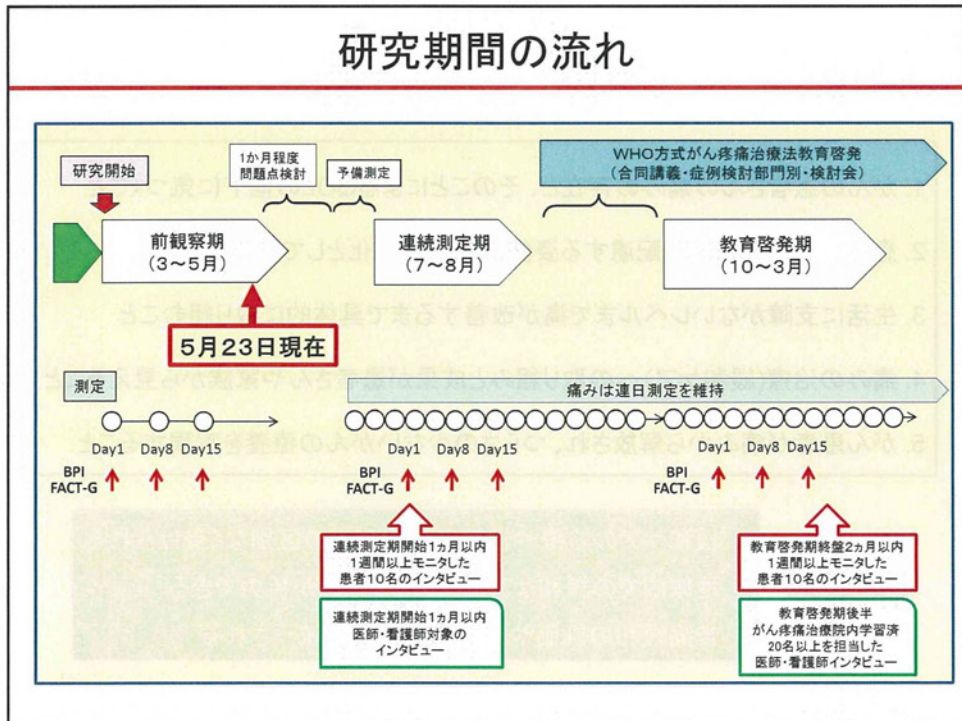 研究期間の流れ
研究開始
1か月程度
問題点検討
予備測定
WHO方式がん疼痛治療法教育啓発
(合同講義・症例検討部門別・検討会)
前観察期
(3～5月)
連続測定期
(7～8月)
教育啓発期
(10～3月)
5月23日現在
測定
痛みは連日測定を維持
Day1 Day8 Day15
Day1 Day8 Day15
Day1 Day8 Day15
BPI
FACT-G
BPI
FACT-G
BPI
FACT-G
連続測定期開始1ヵ月以内
1週間以上モニタした
患者10名のインタビュー
教育啓発期終盤2ヵ月以内
1週間以上モニタした
患者10名のインタビュー
連続測定期開始1ヵ月以内
医師・看護師対象の
インタビュー
教育啓発期後半
がん疼痛治療院内学習済
20名以上を担当した
医師・看護師インタビュー